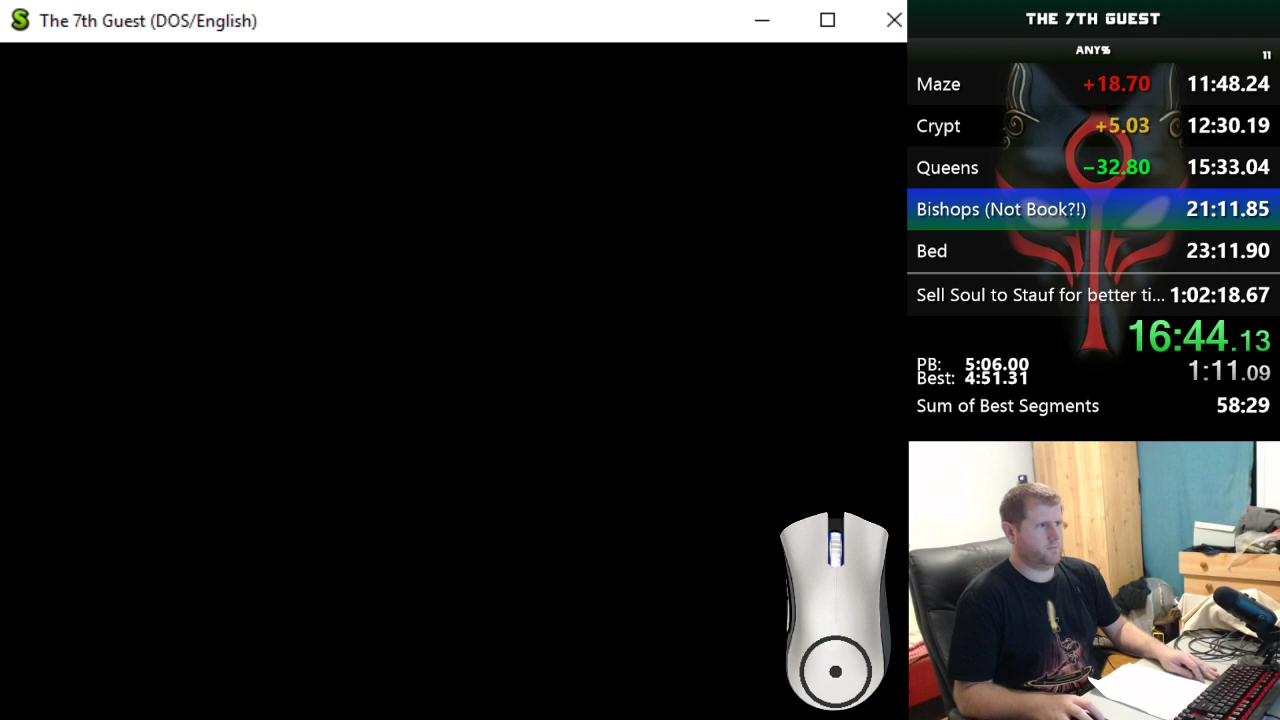 The 7th Guest (DOS/English)
THE 7TH GUEST
ANY%
11
Maze +18.70 11:48.24
Crypt +5.03 12:30.19
Queens −32.80 15:33.04
Bishops (Not Book?!) 21:11.85
Bed 23:11.90
Sell Soul to Stauf for better ti... 1:02:18.67
16:44.13
PB: 5:06.00
Best: 4:51.31
1:11.09
Sum of Best Segments 58:29